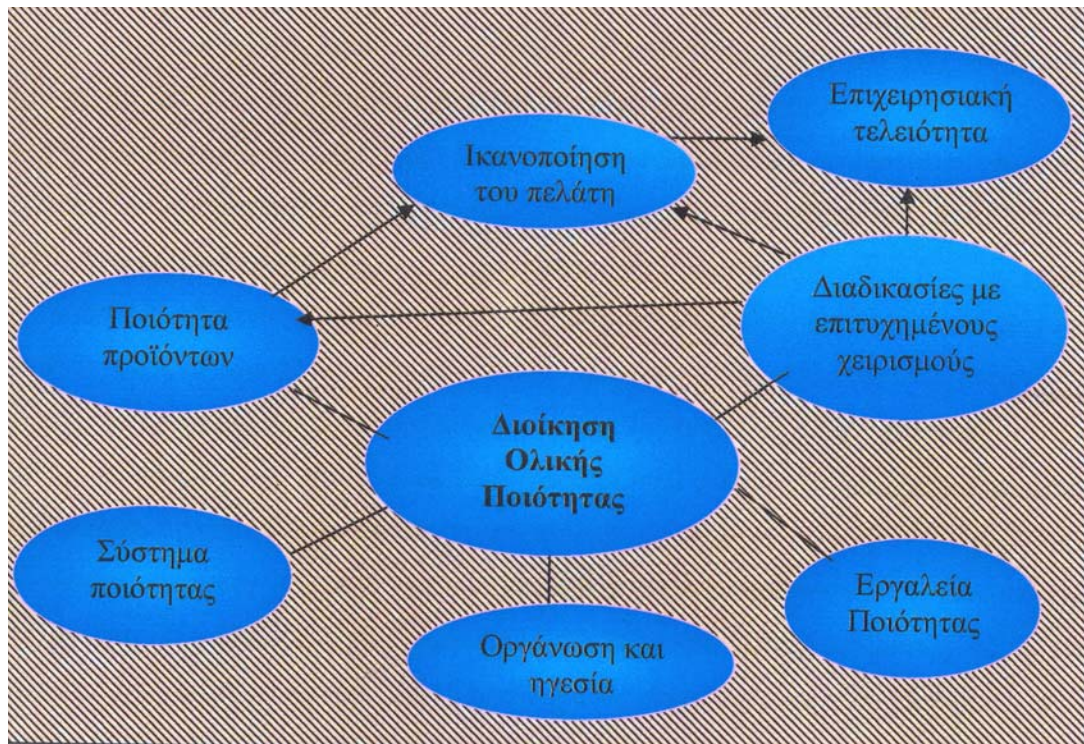 Επιχειρησιακή
τελειότητα
Ικανοποίηση
του πελάτη
Διαδικασίες με
επιτυχημένους
χειρισμούς
Ποιότητα
προϊόντων
Διοίκηση
Ολικής
Ποιότητας
Σύστημα
ποιότητας
Εργαλεία
Ποιότητας
Οργάνωση και
ηγεσία